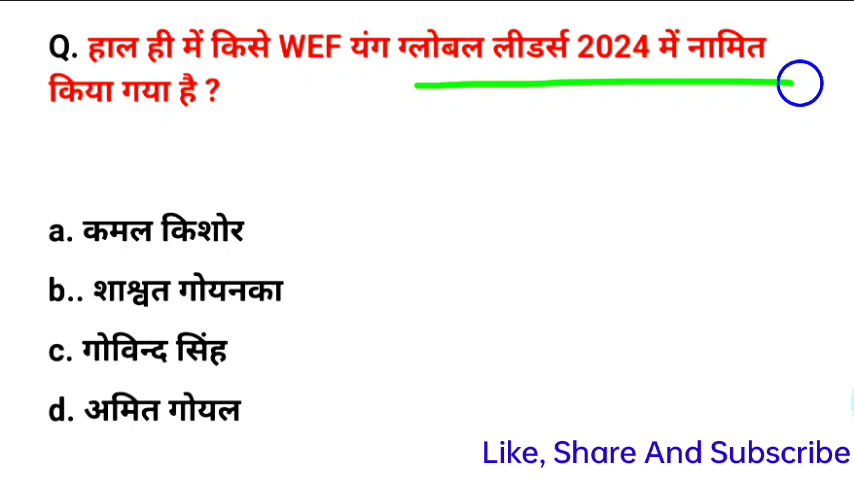 Q. हाल ही में किसे WEF यंग ग्लोबल लीडर्स 2024 में नामित
किया गया है ?
a. कमल किशोर
b.. शाश्वत गोयनका
c. गोविन्द सिंह
d. अमित गोयल
Like, Share And Subscribe